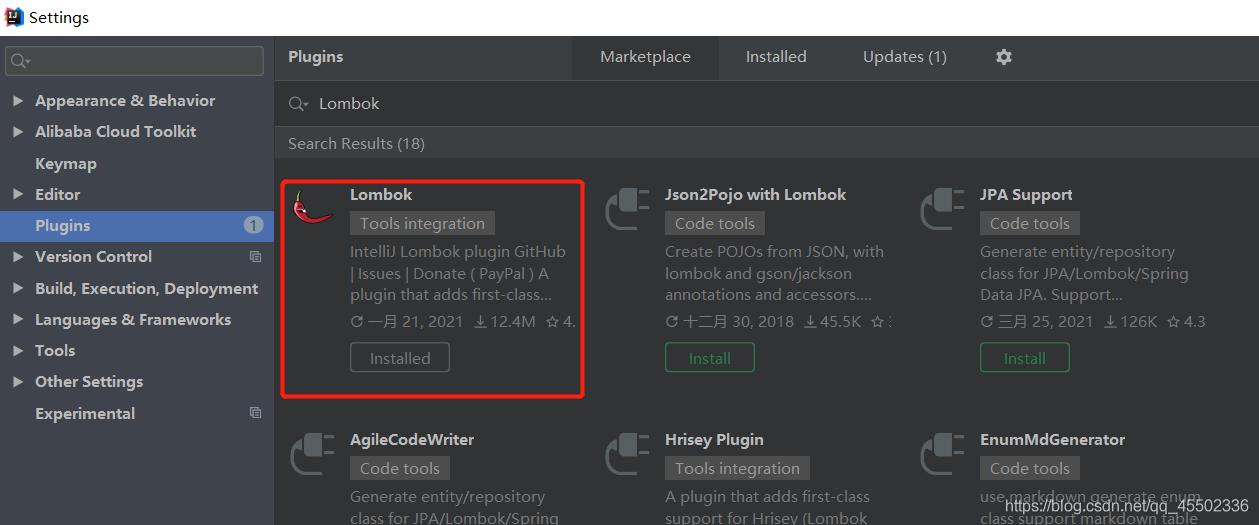 Settings
Plugins
Marketplace
Installed
Updates (1)
Appearance & Behavior
Alibaba Cloud Toolkit
Keymap
Editor
Plugins
1
Version Control
Build, Execution, Deployment
Languages & Frameworks
Tools
Other Settings
Experimental
Lombok
Search Results (18)
Lombok
Tools integration
IntelliJ Lombok plugin GitHub
| Issues | Donate ( PayPal ) A
plugin that adds first-class...
一月 21, 2021 12.4M 4.
Installed
Json2Pojo with Lombok
Code tools
Create POJOs from JSON, with
lombok and gson/jackson
annotations and accessors....
十二月 30, 2018 45.5K
Install
JPA Support
Code tools
Generate entity/repository
class for JPA/Lombok/Spring
Data JPA. Support...
三月 25, 2021 126K 4.3
Install
AgileCodeWriter
Code tools
Generate entity/repository
class for JPA/Lombok/Spring
Hrisey Plugin
Tools integration
A plugin that adds first-class
support for Hrisey (Lombok
EnumMdGenerator
Code tools
use markdown generate enum
class support markdown table
https://blog.csdn.net/qq_45502336